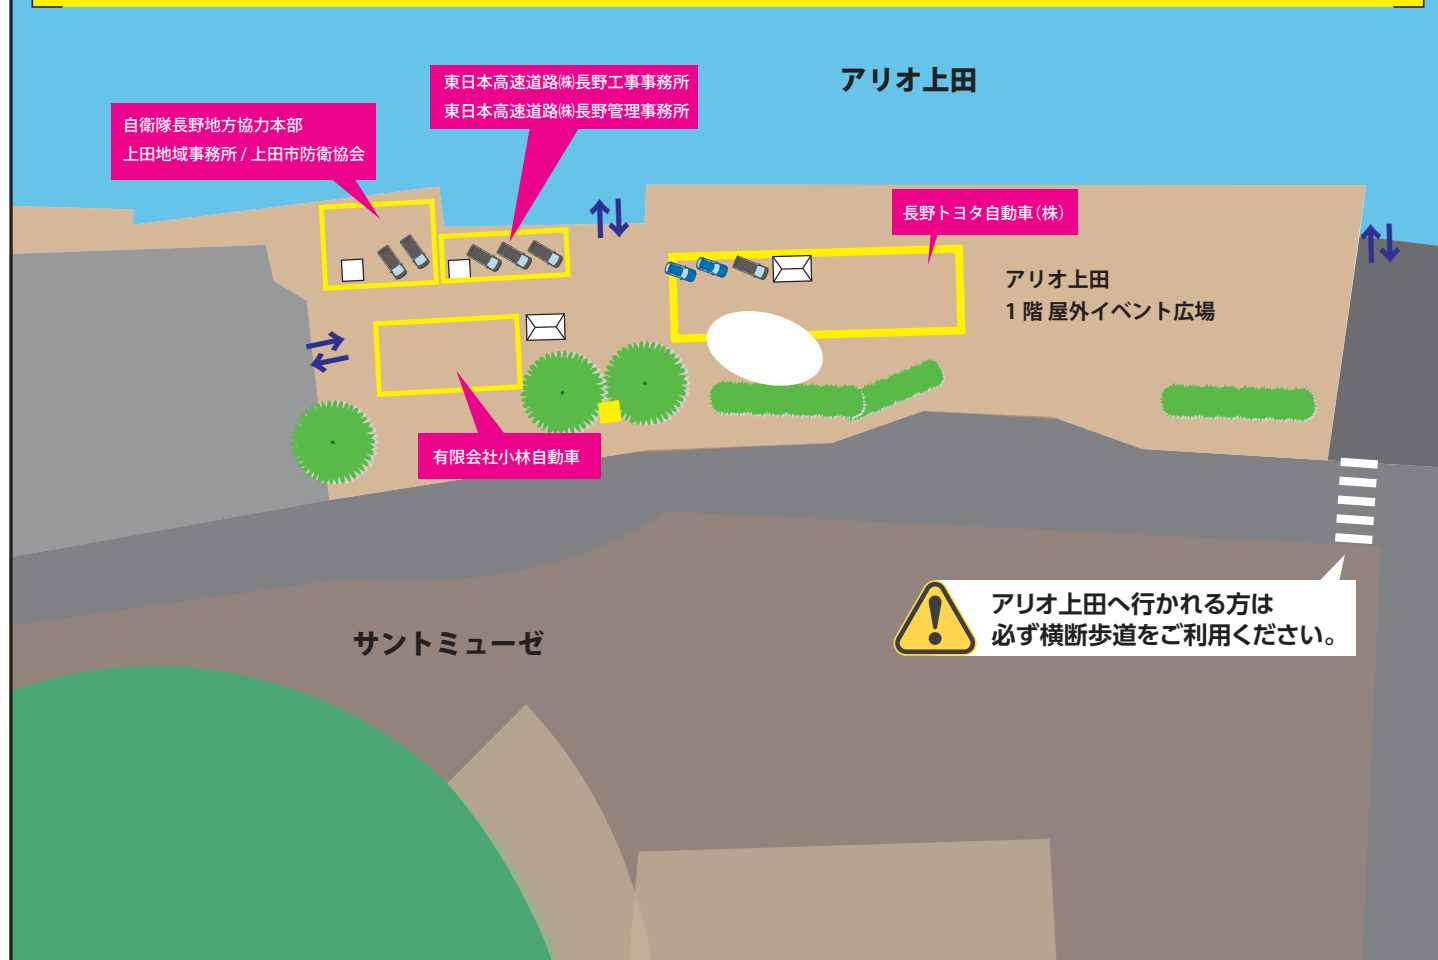 アリオ上田
東日本高速道路㈱長野工事事務所
東日本高速道路㈱長野管理事務所
自衛隊長野地方協力本部
上田地域事務所 / 上田市防衛協会
長野トヨタ自動車（株）
アリオ上田
1 階 屋外イベント広場
有限会社小林自動車
アリオ上田へ行かれる方は
必ず横断歩道をご利用ください。
サントミューゼ